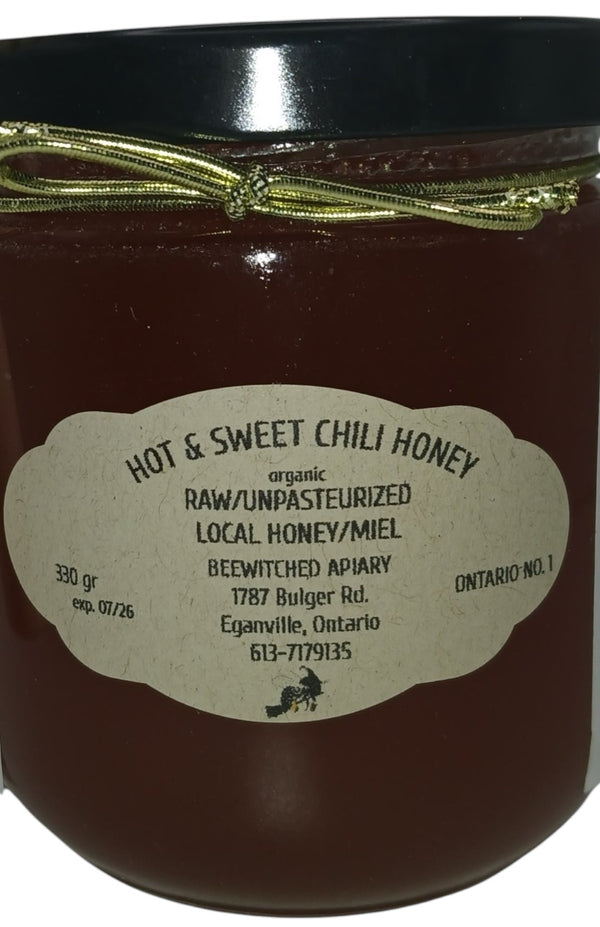 HOT & SWEET CHILI HONEY
organic
RAW/UNPASTEURIZED
LOCAL HONEY/MIEL
BEEWITCHED APIARY
330 gr
exp. 07/26
ONTARIO NO. 1
1787 Bulger Rd.
Eganville, Ontario
613-7179135